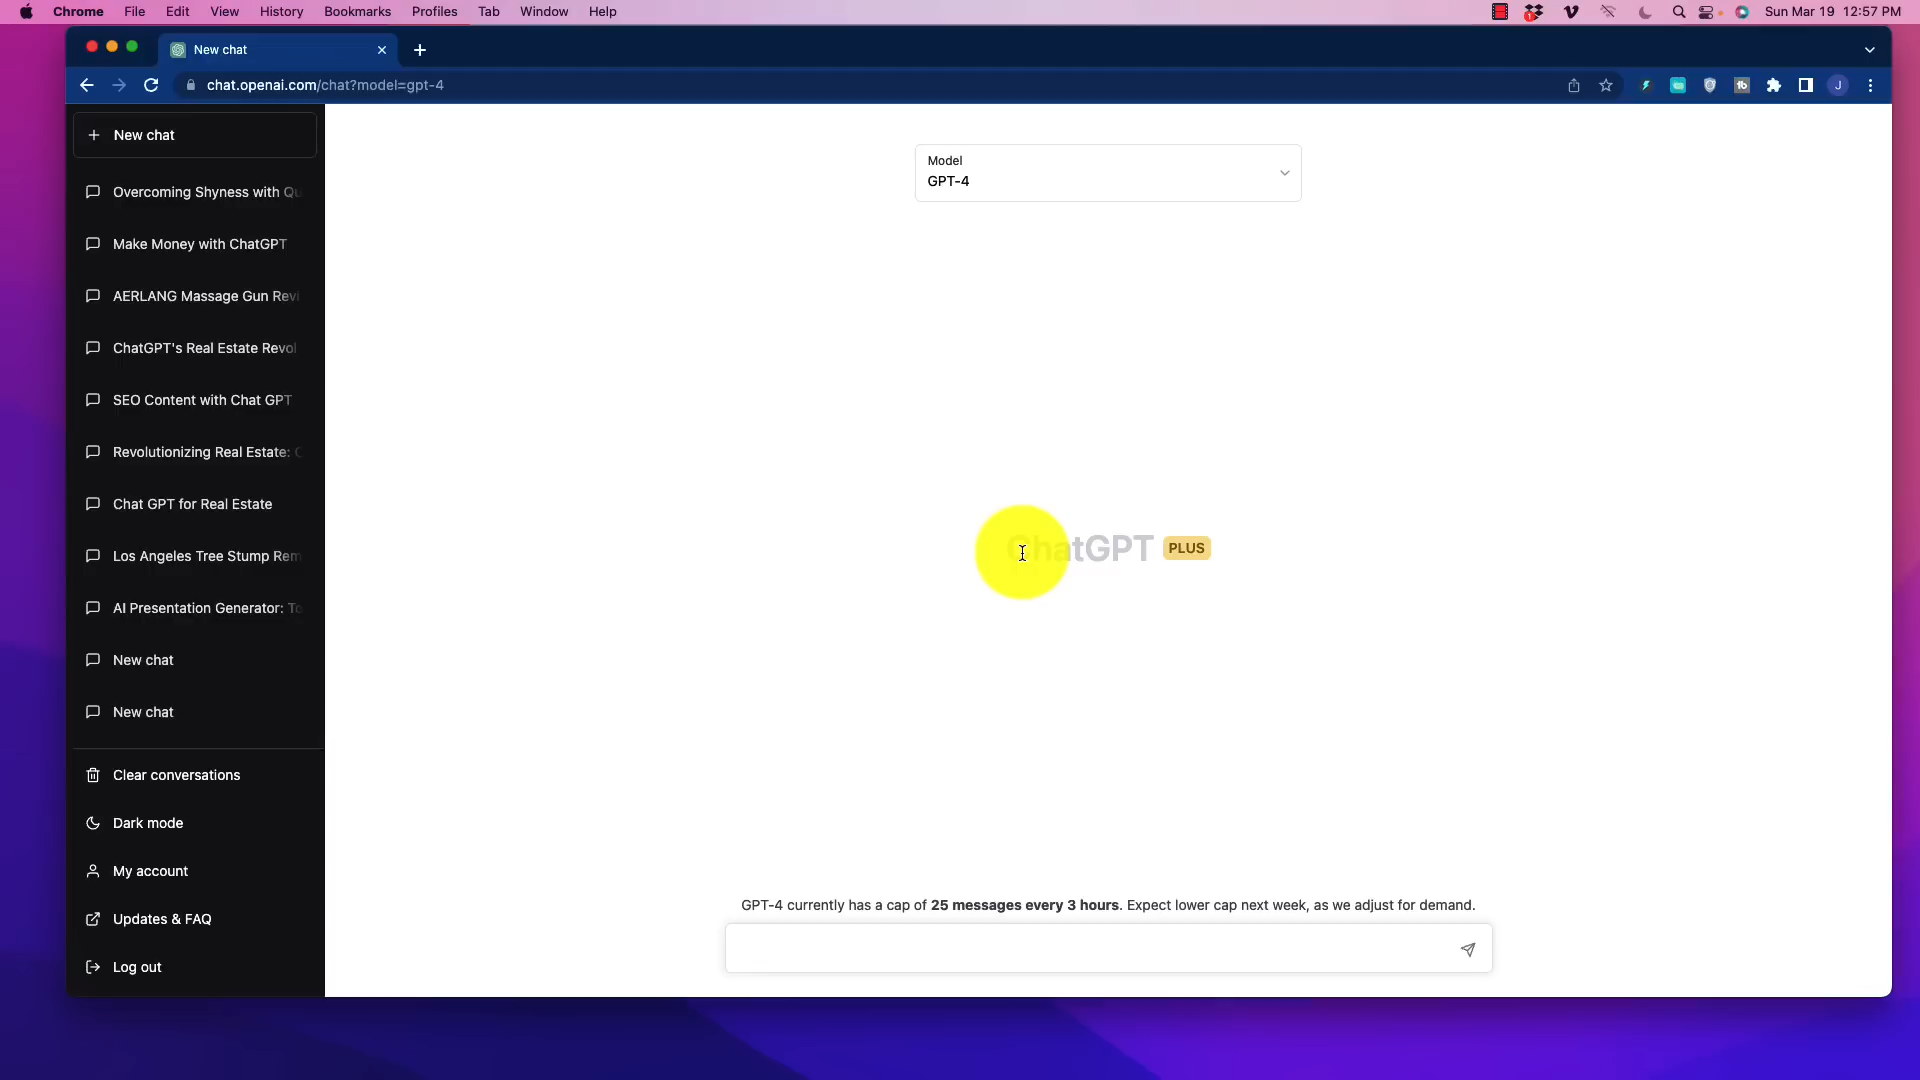 Chrome File Edit View History Bookmarks Profiles Tab Window Help
1
Sun Mar 19 12:57 PM
New chat
chat.openai.com/chat?model=gpt-4
tb
J
New chat
Overcoming Shyness with Qu
Make Money with ChatGPT
AERLANG Massage Gun Revi
ChatGPT's Real Estate Revol
SEO Content with Chat GPT
Revolutionizing Real Estate: C
Chat GPT for Real Estate
Los Angeles Tree Stump Rem
AI Presentation Generator: To
New chat
New chat
Clear conversations
Dark mode
My account
Updates & FAQ
Log out
Model
GPT-4
ChatGPT PLUS
GPT-4 currently has a cap of 25 messages every 3 hours. Expect lower cap next week, as we adjust for demand.